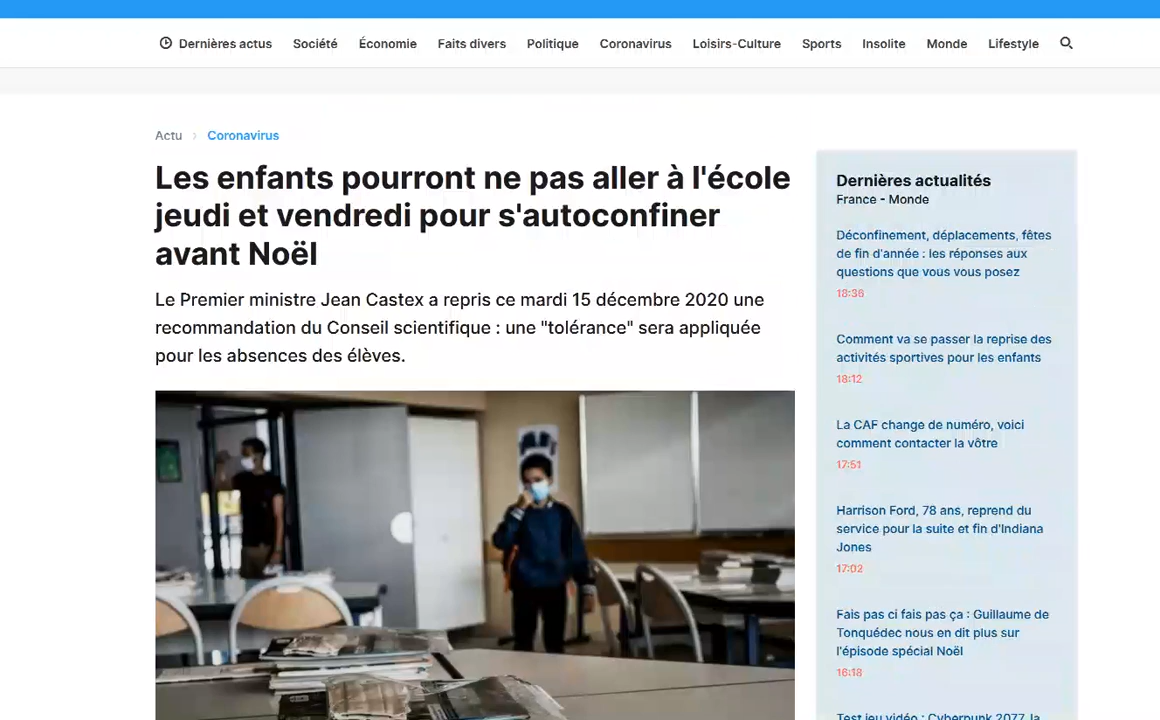 Dernières actus Société Économie Faits divers Politique Coronavirus Loisirs-Culture Sports Insolite Monde Lifestyle
Actu > Coronavirus
Les enfants pourront ne pas aller à l'école
jeudi et vendredi pour s'autoconfiner
avant Noël
Le Premier ministre Jean Castex a repris ce mardi 15 décembre 2020 une
recommandation du Conseil scientifique : une "tolérance" sera appliquée
pour les absences des élèves.
Dernières actualités
France - Monde
Déconfinement, déplacements, fêtes
de fin d'année : les réponses aux
questions que vous vous posez
18:36
Comment va se passer la reprise des
activités sportives pour les enfants
18:12
La CAF change de numéro, voici
comment contacter la vôtre
17:51
Harrison Ford, 78 ans, reprend du
service pour la suite et fin d'Indiana
Jones
17:02
Fais pas ci fais pas ça : Guillaume de
Tonquédec nous en dit plus sur
l'épisode spécial Noël
16:18
Test jeu vidéo : Cyberpunk 2077, la